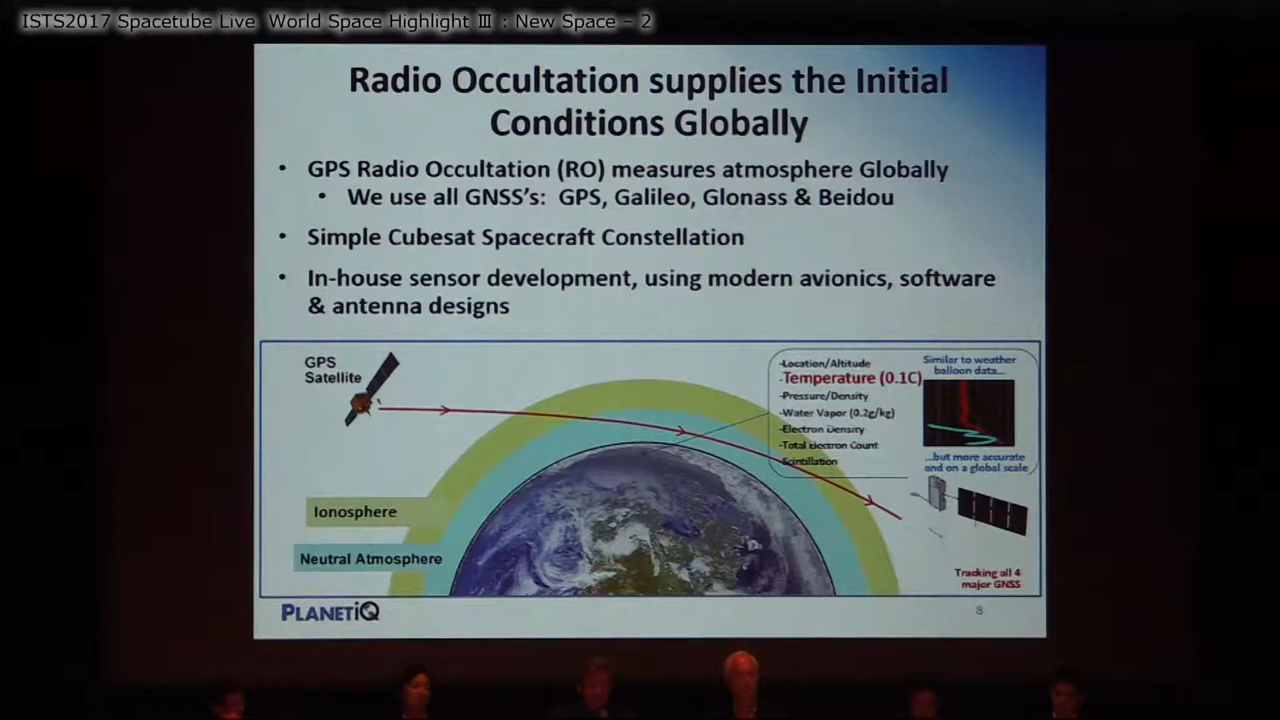 ISTS2017 Spacetube Live World Space Highlight Ⅲ : New Space – 2
Radio Occultation supplies the Initial
Conditions Globally
• GPS Radio Occultation (RO) measures atmosphere Globally
• We use all GNSS's: GPS, Galileo, Glonass & Beidou
• Simple Cubesat Spacecraft Constellation
• In-house sensor development, using modern avionics, software
& antenna designs
GPS
Satellite
-Location/Altitude
-Temperature (0.1C)
-Pressure/Density
-Water Vapor (0.2g/kg)
-Electron Density
-Total Electron Count
-Scintillation
Similar to weather
balloon data...
...but more accurate
and on a global scale
Ionosphere
Neutral Atmosphere
Tracking all 4
major GNSS
PLANETiQ
8